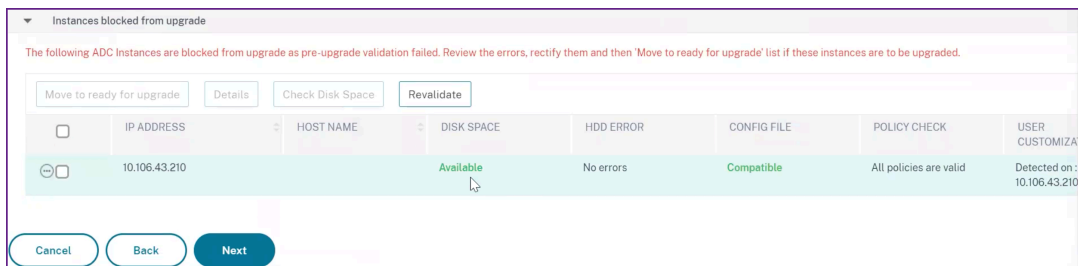 Instances blocked from upgrade
The following ADC Instances are blocked from upgrade as pre-upgrade validation failed. Review the errors, rectify them and then 'Move to ready for upgrade' list if these instances are to be upgraded.
Move to ready for upgrade Details Check Disk Space Revalidate
IP ADDRESS HOST NAME DISK SPACE HDD ERROR CONFIG FILE POLICY CHECK USER
CUSTOMIZA
10.106.43.210 Available No errors Compatible All policies are valid Detected on :
10.106.43.210
Cancel Back Next